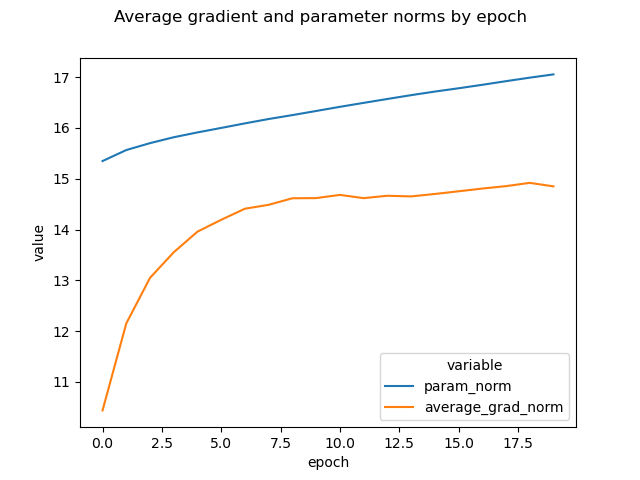 Average gradient and parameter norms by epoch
17
16
15
14
13
12
11
value
0.0 2.5 5.0 7.5 10.0 12.5 15.0 17.5
epoch
variable
param_norm
average_grad_norm